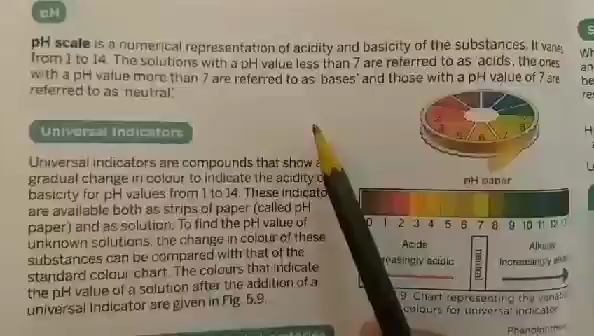 pH
pH scale is a numerical representation of acidity and basicity of the substances. It varies
from 1 to 14. The solutions with a pH value less than 7 are referred to as 'acids', the ones
with a pH value more than 7 are referred to as 'bases' and those with a pH value of 7 are
referred to as 'neutral'.
Universal Indicators
Universal indicators are compounds that show a
gradual change in colour to indicate the acidity o
basicity for pH values from 1 to 14. These indicato
are available both as strips of paper (called pH
paper) and as solution. To find the pH value of
unknown solutions, the change in colour of these
substances can be compared with that of the
standard colour chart. The colours that indicate
the pH value of a solution after the addition of a
universal Indicator are given in Fig. 5.9.
pH paper
0 1 2 3 4 5 6 7 8 9 10 11 12 13
Acids
reasingly acidic
neutral
Increasingly
9 Chart representing the
colours for universal indicator